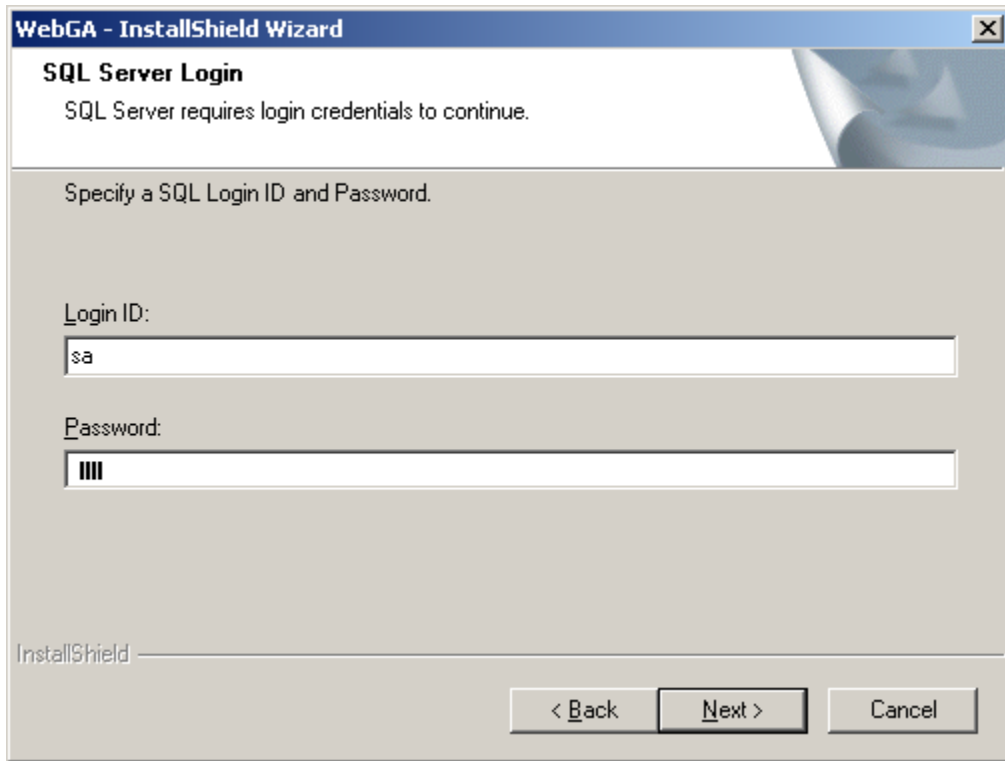 WebGA - InstallShield Wizard
SQL Server Login
SQL Server requires login credentials to continue.
Specify a SQL Login ID and Password.
Login ID:
sa
Password:
InstallShield
< Back Next > Cancel